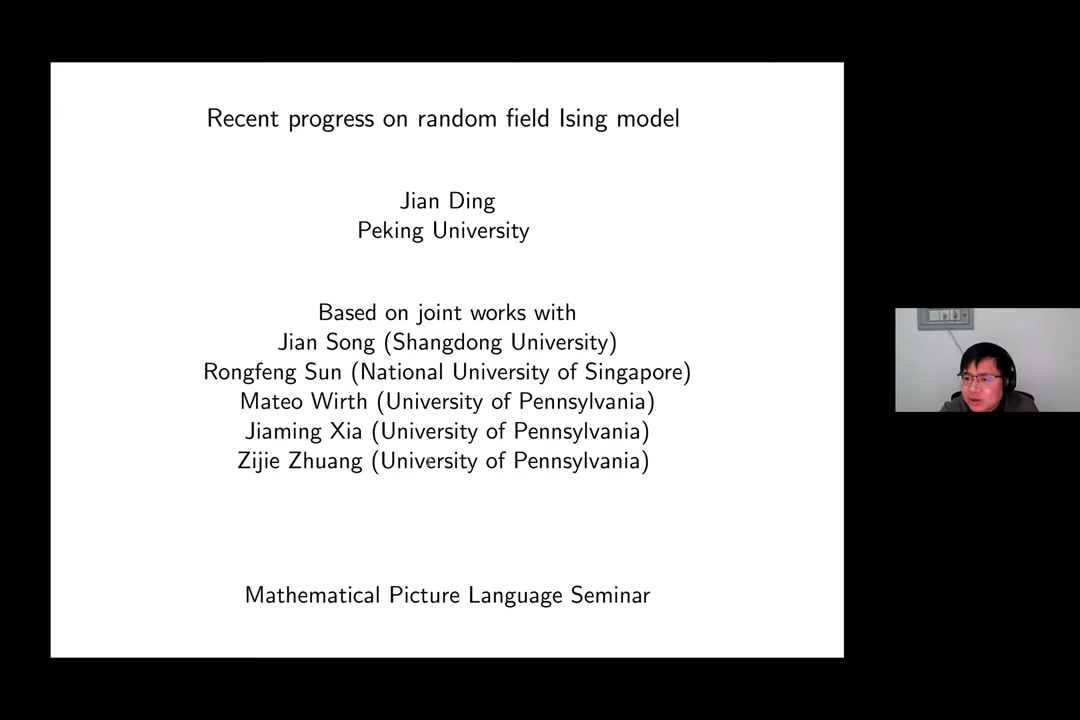 Recent progress on random field Ising model
Jian Ding
Peking University
Based on joint works with
Jian Song (Shangdong University)
Rongfeng Sun (National University of Singapore)
Mateo Wirth (University of Pennsylvania)
Jiaming Xia (University of Pennsylvania)
Zijie Zhuang (University of Pennsylvania)
Mathematical Picture Language Seminar